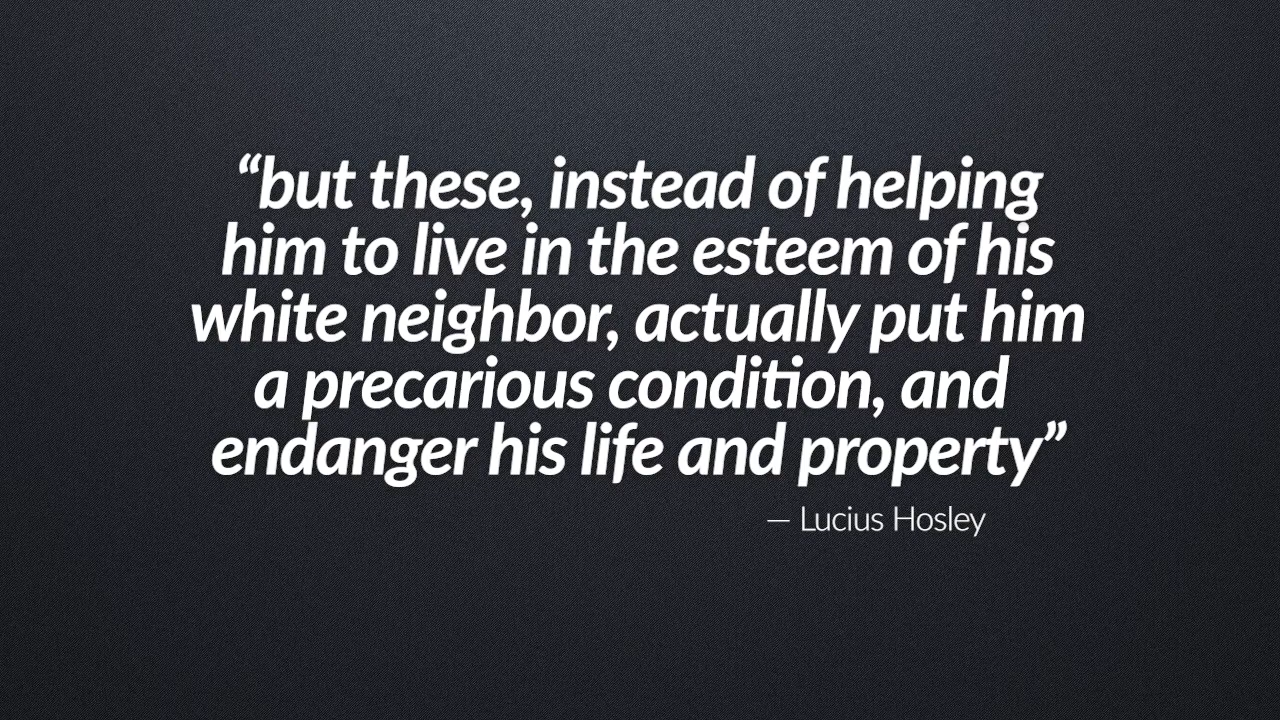 “but these, instead of helping
him to live in the esteem of his
white neighbor, actually put him
a precarious condition, and
endanger his life and property”
— Lucius Hosley